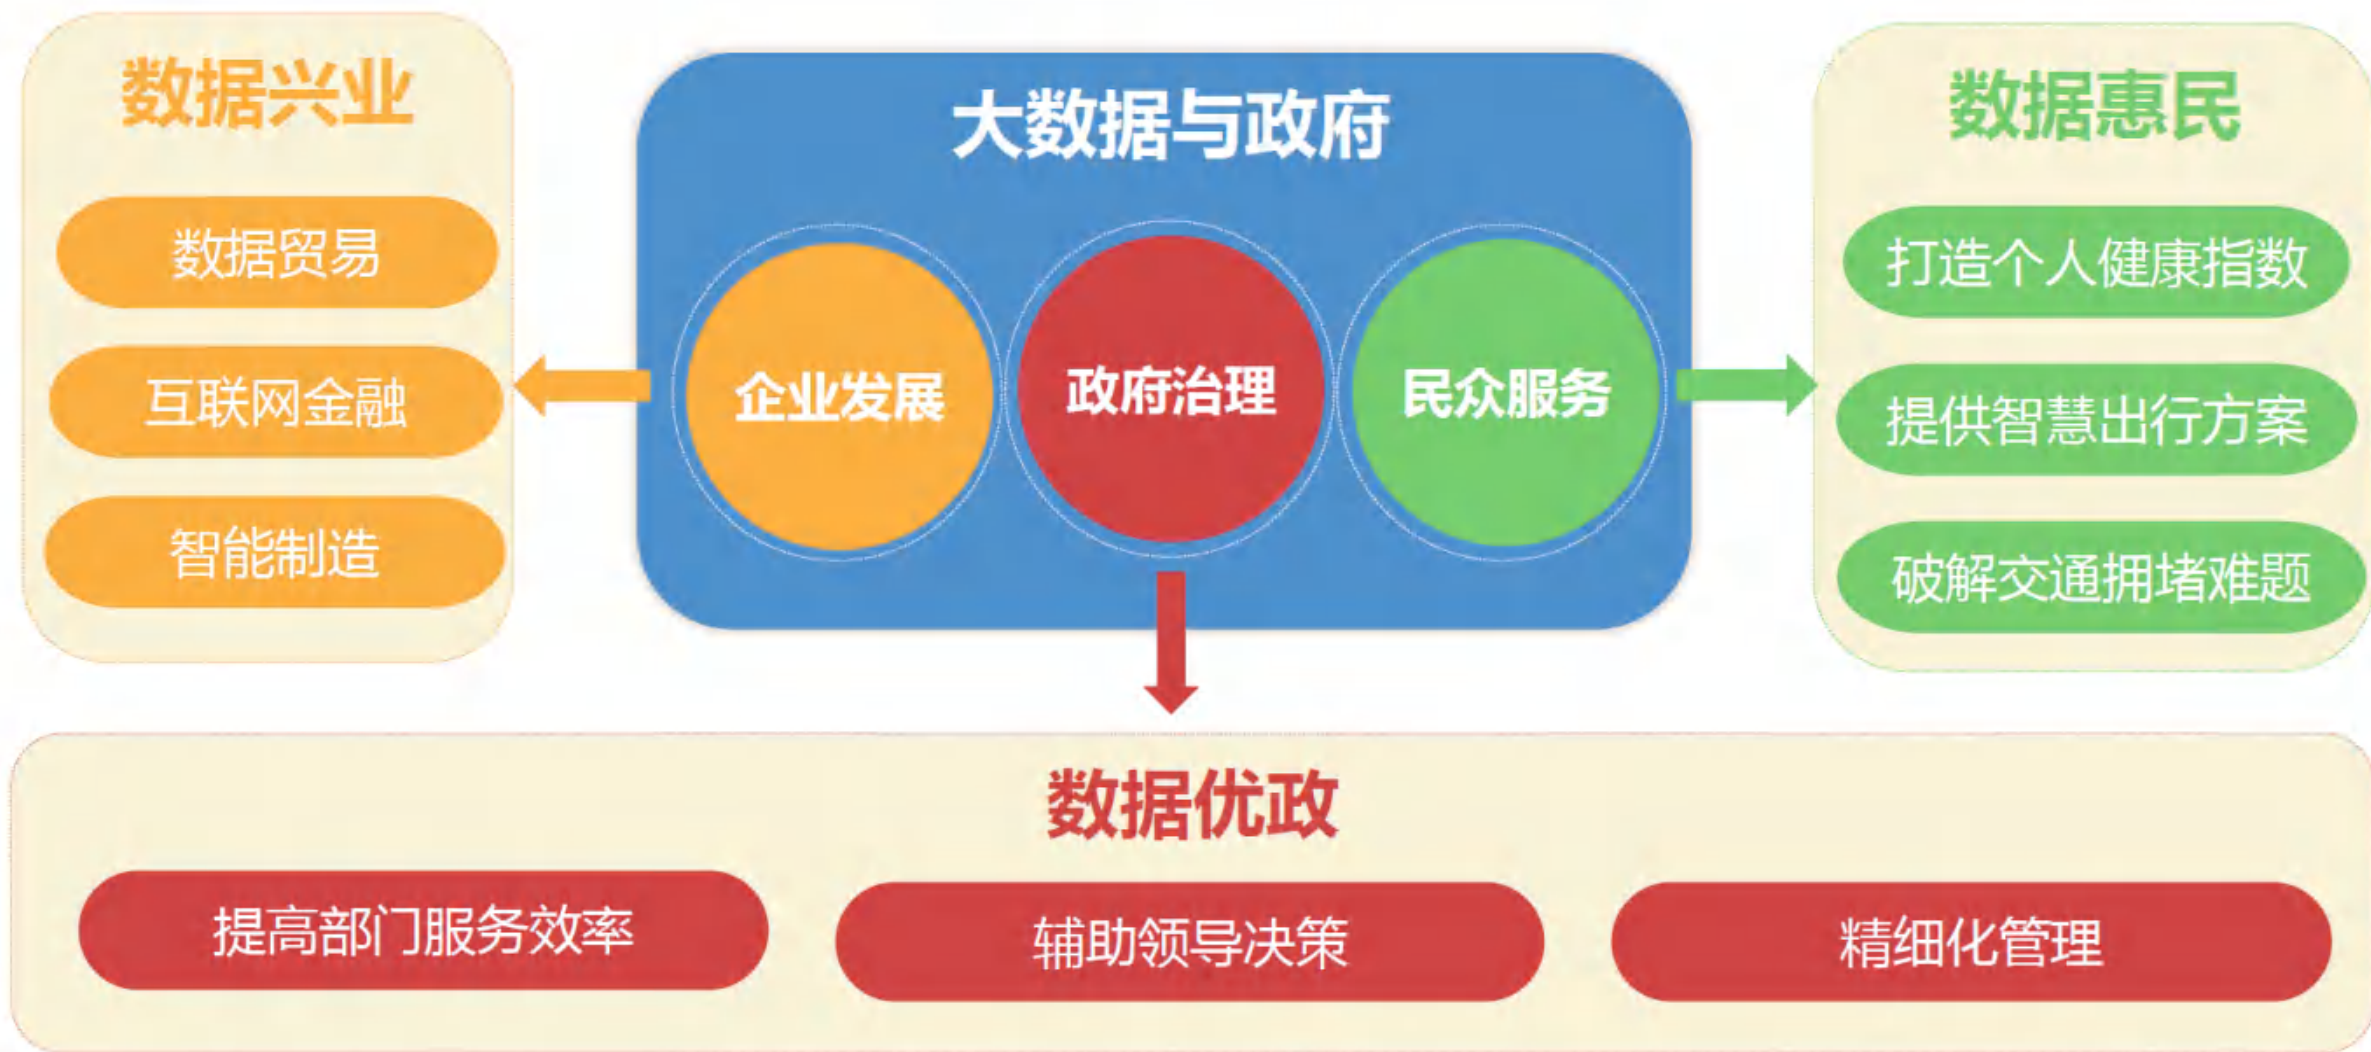 数据兴业
数据贸易
互联网金融
智能制造
大数据与政府
企业发展
政府治理
民众服务
数据惠民
打造个人健康指数
提供智慧出行方案
破解交通拥堵难题
数据优政
提高部门服务效率
辅助领导决策
精细化管理